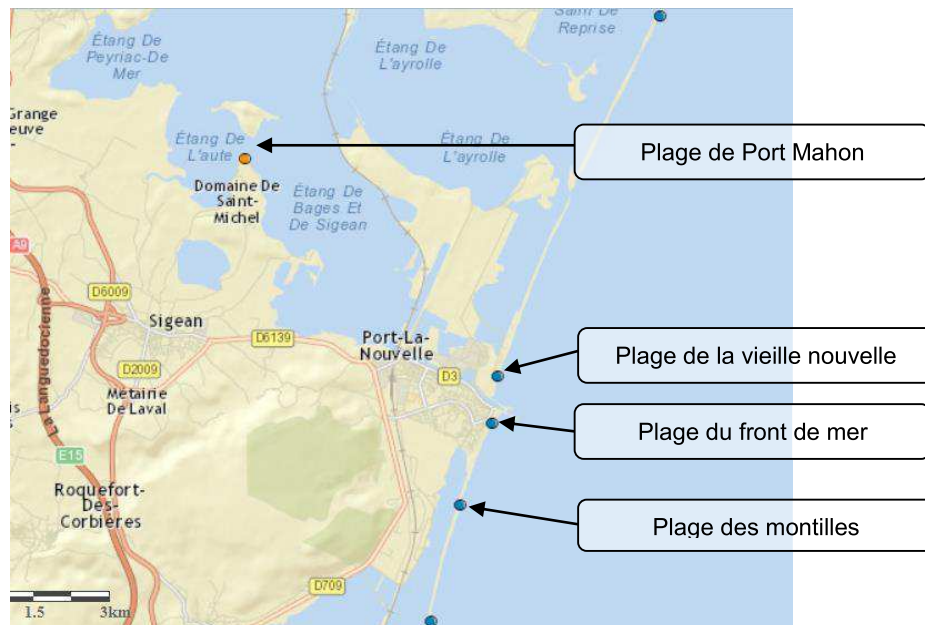 Étang De
Peyriac-De
Mer
Étang De
L'ayrolle
Saint De
Reprise
Grange
euve
Étang De
L'aute
Étang De
L'ayrolle
Plage de Port Mahon
Domaine De
Saint-
Michel
Étang De
Bages Et
De Sigean
A9
La Languedocienne
D6009
Sigean
D6139
Port-La-
Nouvelle
Plage de la vieille nouvelle
D2009
D3
Métairie
De Laval
is
s
Plage du front de mer
E15
Roquefort-
Des-
Corbières
Plage des montilles
D709
1.5 3km